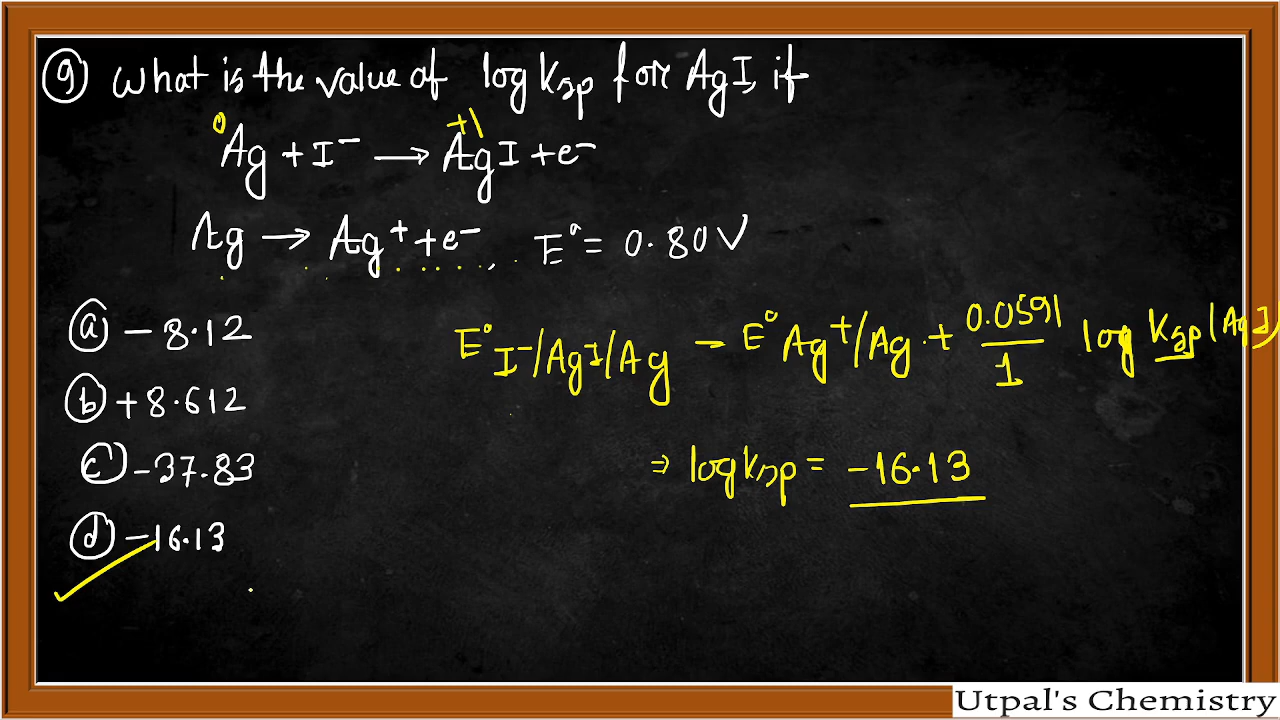 ⑨ What is the value of log Ksp fore AgI, if
0 +1
Ag + I⁻ → AgI + e⁻
Ag → Ag⁺ + e⁻, E° = 0.80 V
ⓐ – 8.12
ⓑ + 8.612
ⓒ – 37.83
ⓓ – 16.13
E° I⁻/AgI/Ag = E° Ag⁺/Ag + 0.0591/1 log Ksp (AgI)
⇒ log Ksp = – 16.13
Utpal's Chemistry